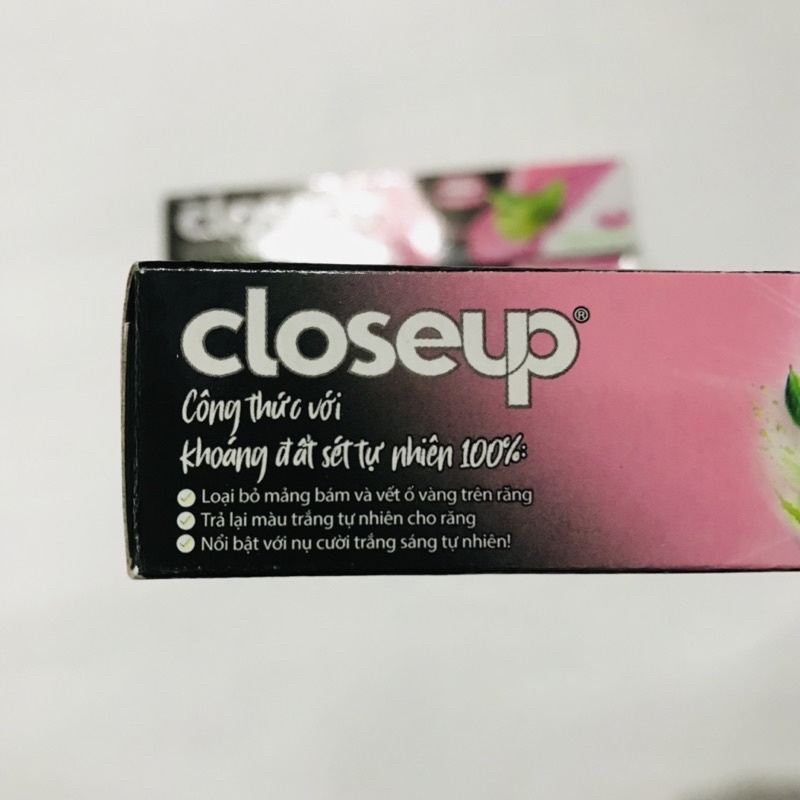 close
closeup®
Công thức với
khoáng đất sét tự nhiên 100%:
Loại bỏ mảng bám và vết ố vàng trên răng
Trả lại màu trắng tự nhiên cho răng
Nổi bật với nụ cười trắng sáng tự nhiên!